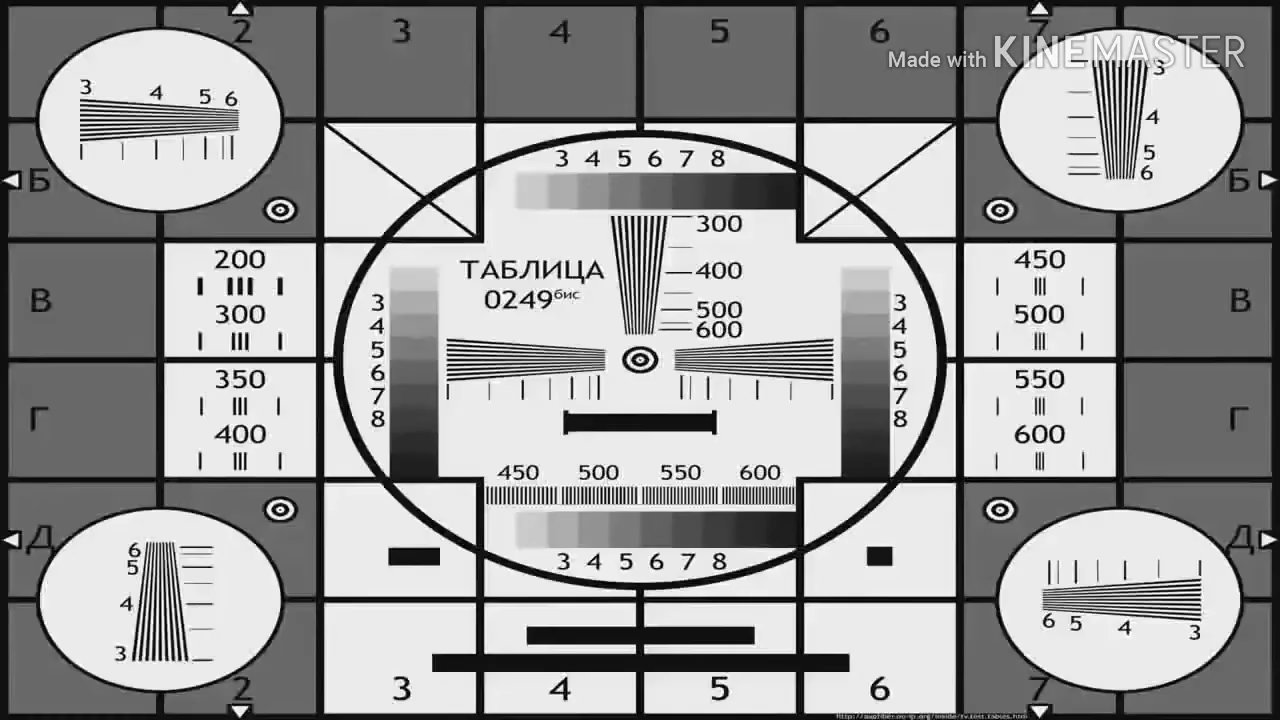 2 3 4 5 6 7
Made with KINEMASTER
3 4 5 6
3
4
5
6
3 4 5 6 7 8
Б Б
300
400
500
600
ТАБЛИЦА
0249бис
200
300
450
500
В В
3
4
5
6
7
8
3
4
5
6
7
8
350
400
550
600
Г Г
450 500 550 600
Д Д
6
5
4
3
3 4 5 6 7 8
6 5 4 3
2 3 4 5 6 7